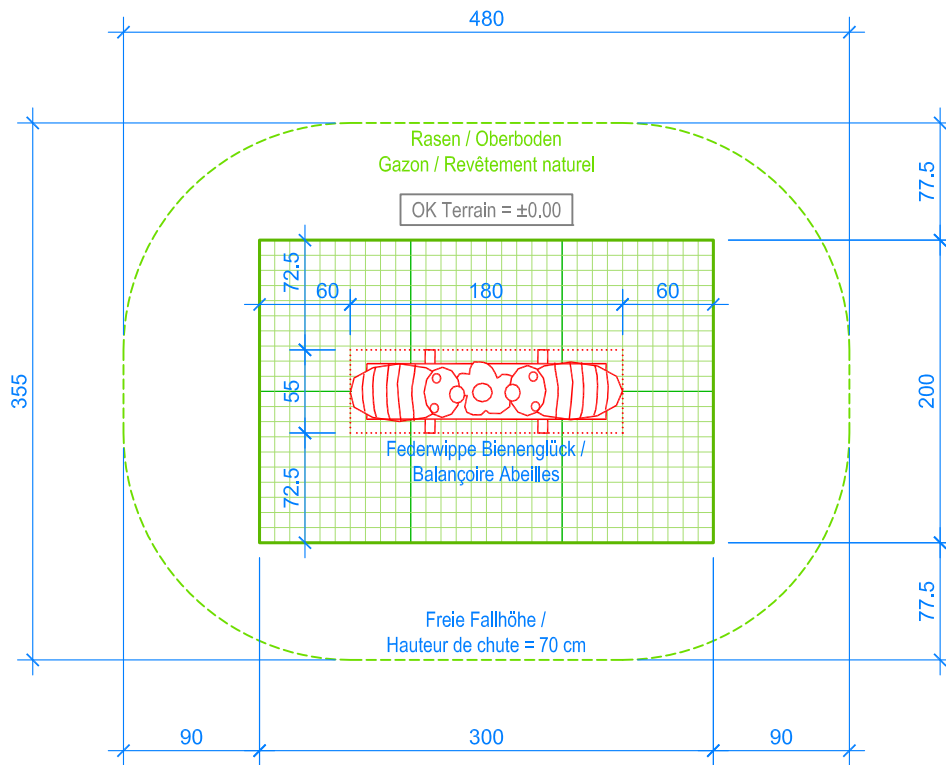 480
Rasen / Oberboden
Gazon / Revêtement naturel
77.5
OK Terrain = ±0.00
72.5
60
180
60
355
55
200
Federwippe Bienenglück /
Balançoire Abeilles
72.5
77.5
Freie Fallhöhe /
Hauteur de chute = 70 cm
90
300
90